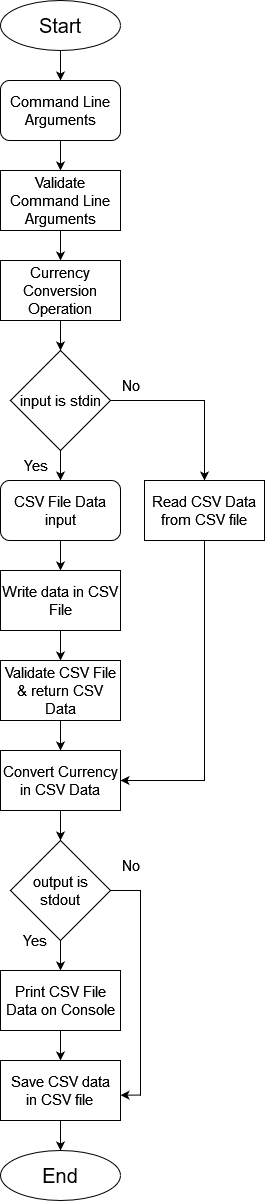 Start
Command Line
Arguments
Validate
Command Line
Arguments
Currency
Conversion
Operation
input is stdin
No
Yes
CSV File Data
input
Read CSV Data
from CSV file
Write data in CSV
File
Validate CSV File
& return CSV
Data
Convert Currency
in CSV Data
output is
stdout
No
Yes
Print CSV File
Data on Console
Save CSV data
in CSV file
End